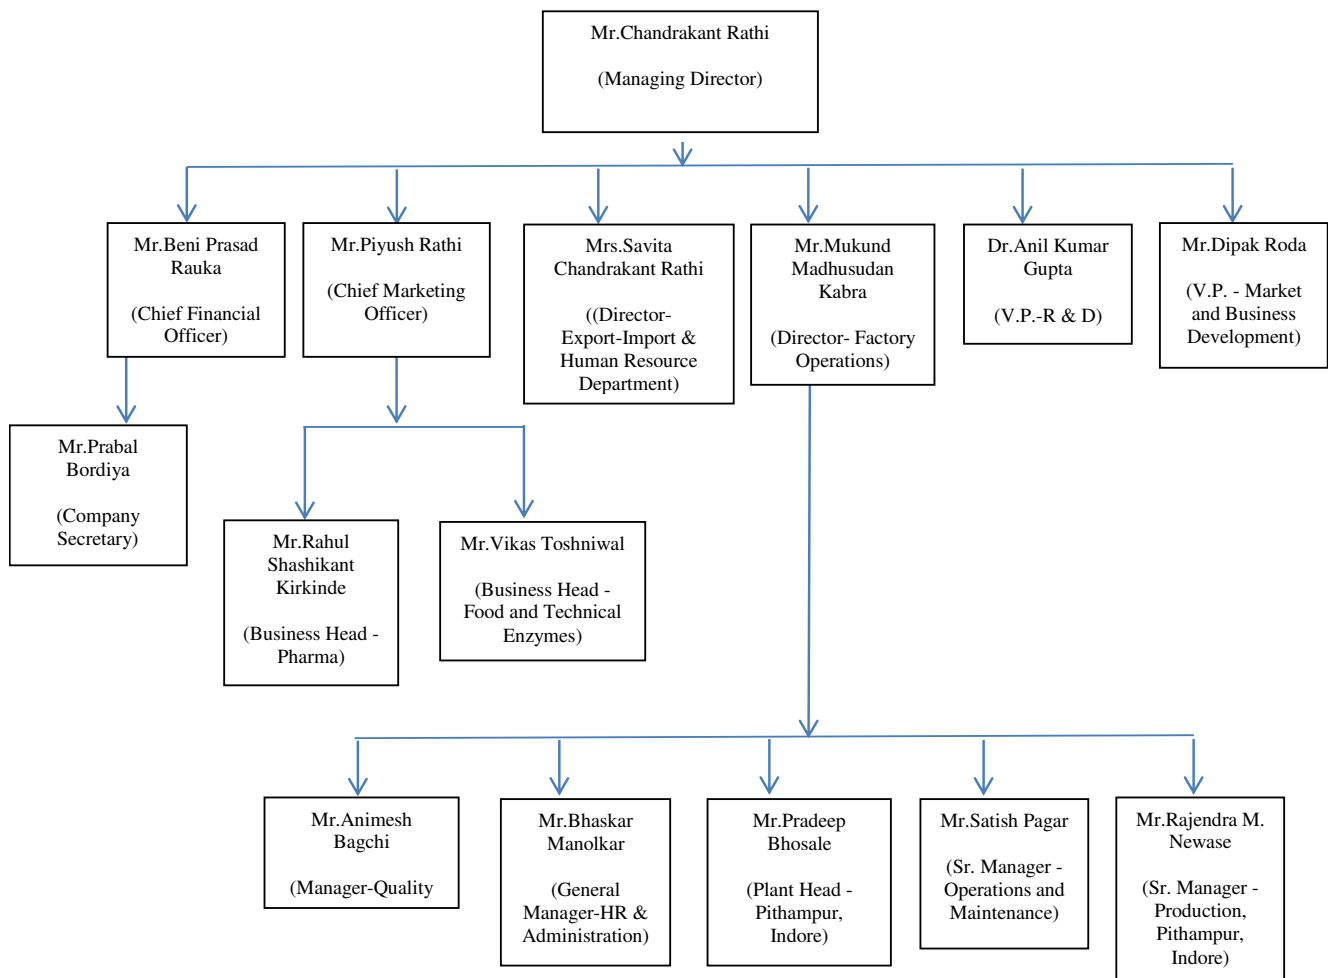 Mr.Chandrakant Rathi
(Managing Director)
Mr.Beni Prasad
Rauka
(Chief Financial
Officer)
Mr.Piyush Rathi
(Chief Marketing
Officer)
Mrs.Savita
Chandrakant Rathi
((Director-
Export-Import &
Human Resource
Department)
Mr.Mukund
Madhusudan
Kabra
(Director- Factory
Operations)
Dr.Anil Kumar
Gupta
(V.P.-R & D)
Mr.Dipak Roda
(V.P. - Market
and Business
Development)
Mr.Prabal
Bordiya
(Company
Secretary)
Mr.Rahul
Shashikant
Kirkinde
(Business Head -
Pharma)
Mr.Vikas Toshniwal
(Business Head -
Food and Technical
Enzymes)
Mr.Animesh
Bagchi
(Manager-Quality
Mr.Bhaskar
Manolkar
(General
Manager-HR &
Administration)
Mr.Pradeep
Bhosale
(Plant Head -
Pithampur,
Indore)
Mr.Satish Pagar
(Sr. Manager -
Operations and
Maintenance)
Mr.Rajendra M.
Newase
(Sr. Manager -
Production,
Pithampur,
Indore)